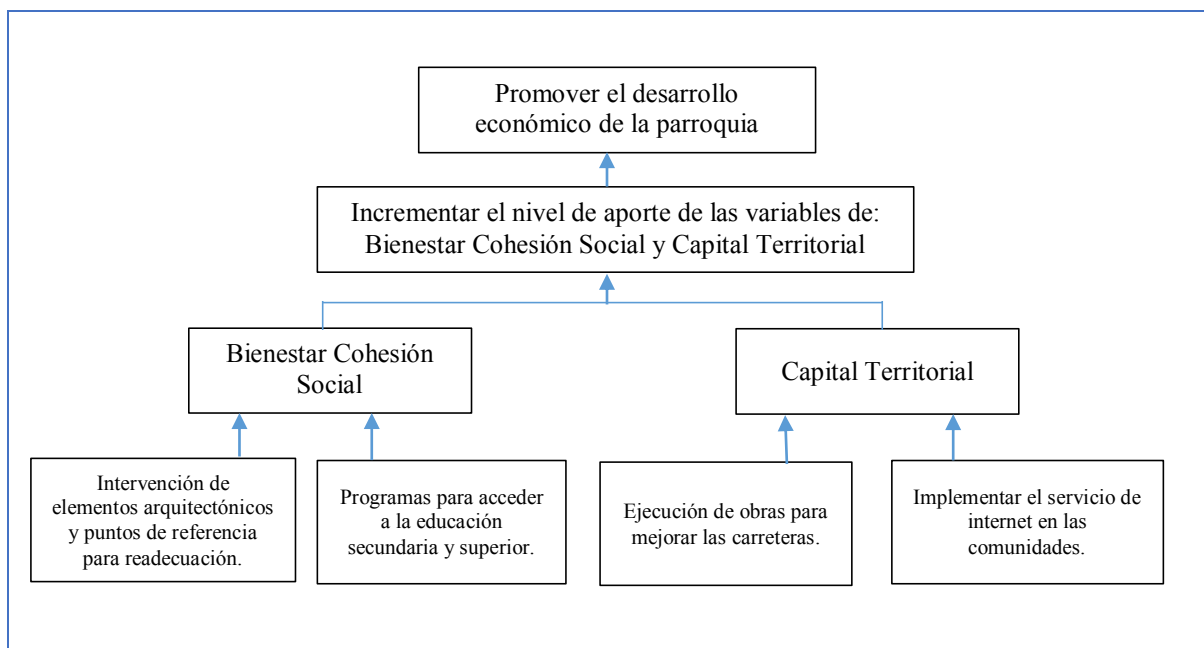 Promover el desarrollo
económico de la parroquia
Incrementar el nivel de aporte de las variables de:
Bienestar Cohesión Social y Capital Territorial
Bienestar Cohesión
Social
Capital Territorial
Intervención de
elementos arquitectónicos
y puntos de referencia
para readecuación.
Programas para acceder
a la educación
secundaria y superior.
Ejecución de obras para
mejorar las carreteras.
Implementar el servicio de
internet en las
comunidades.